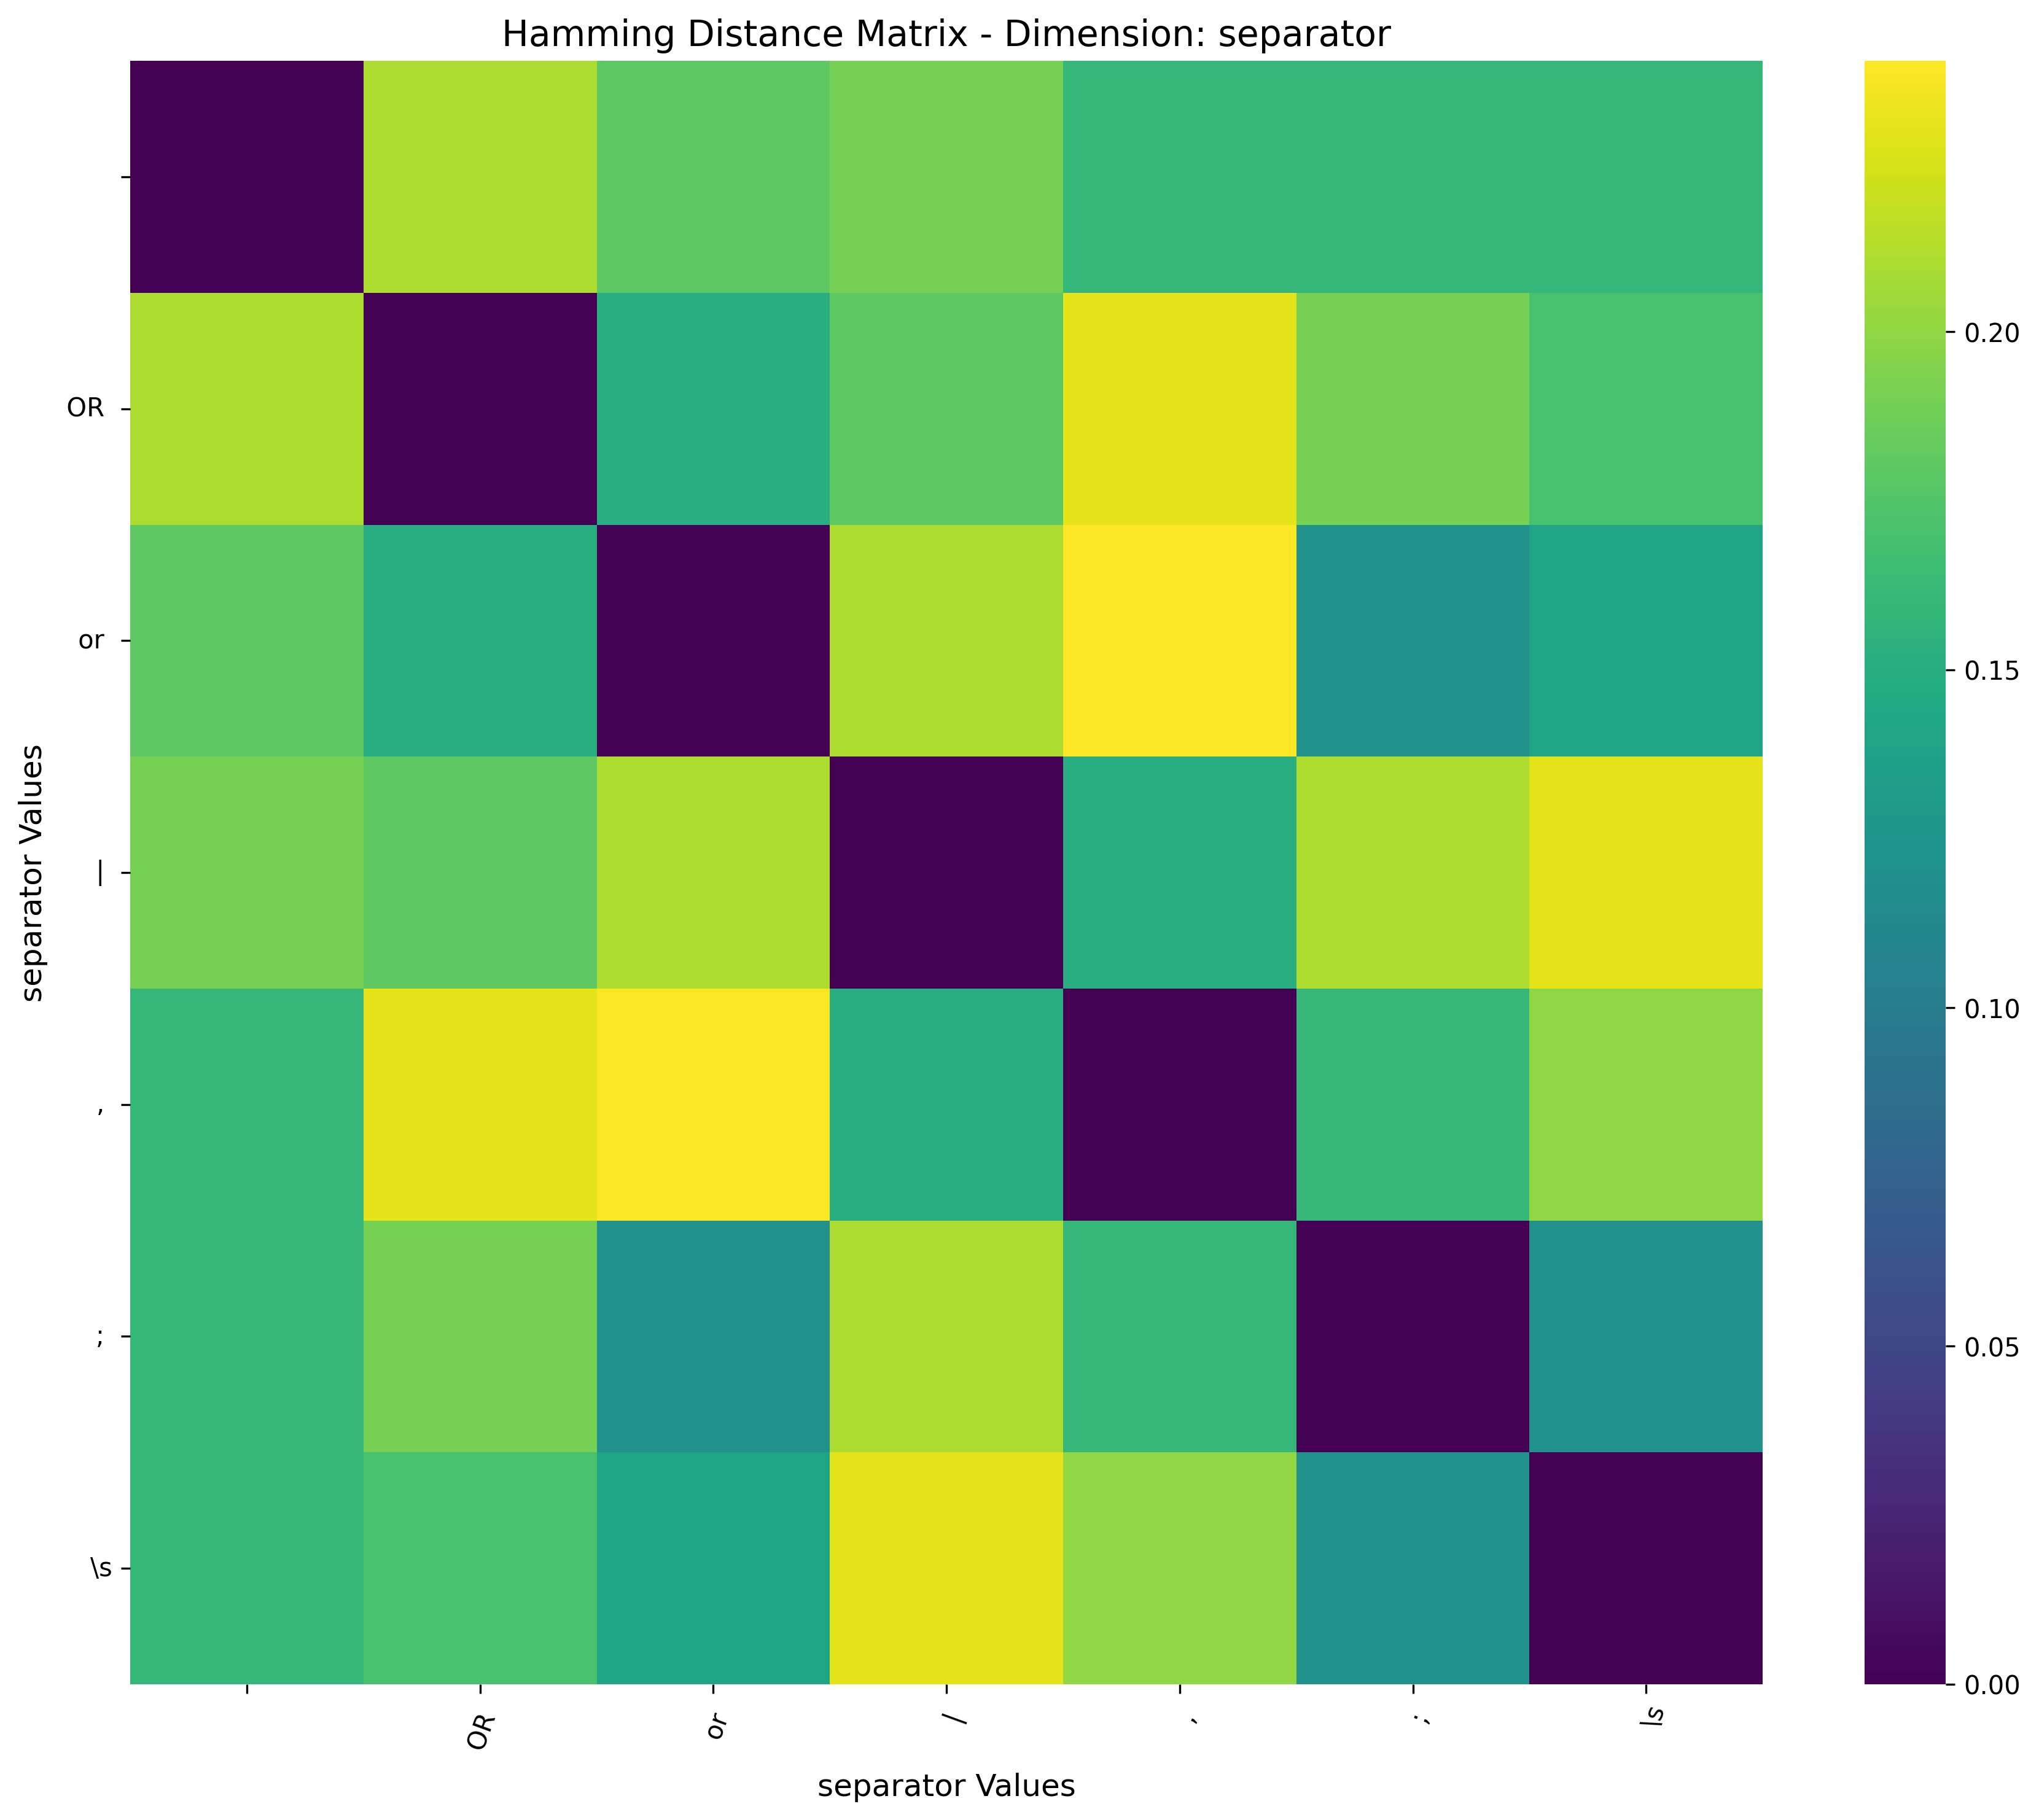 Hamming Distance Matrix - Dimension: separator
separator Values
OR
or
|
,
;
\s
OR
or
|
,
;
\s
separator Values
0.20
0.15
0.10
0.05
0.00